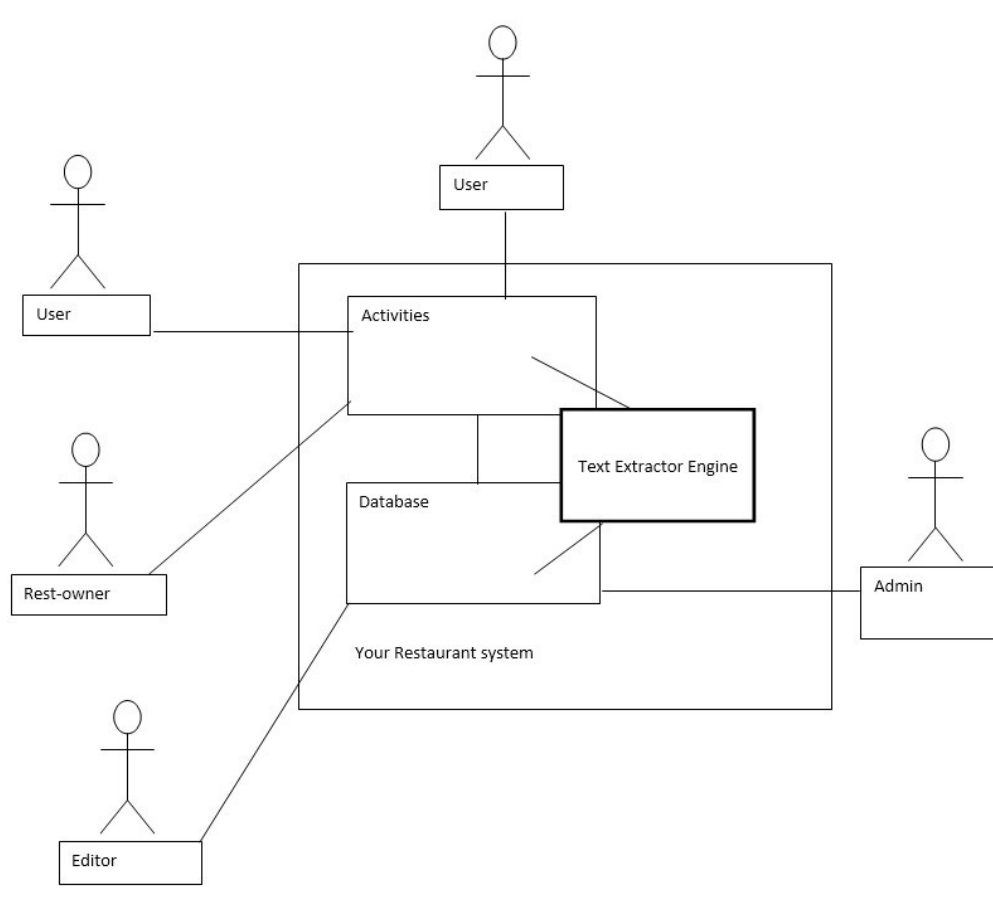 User
User
Activities
Text Extractor Engine
Database
Rest-owner
Admin
Your Restaurant system
Editor